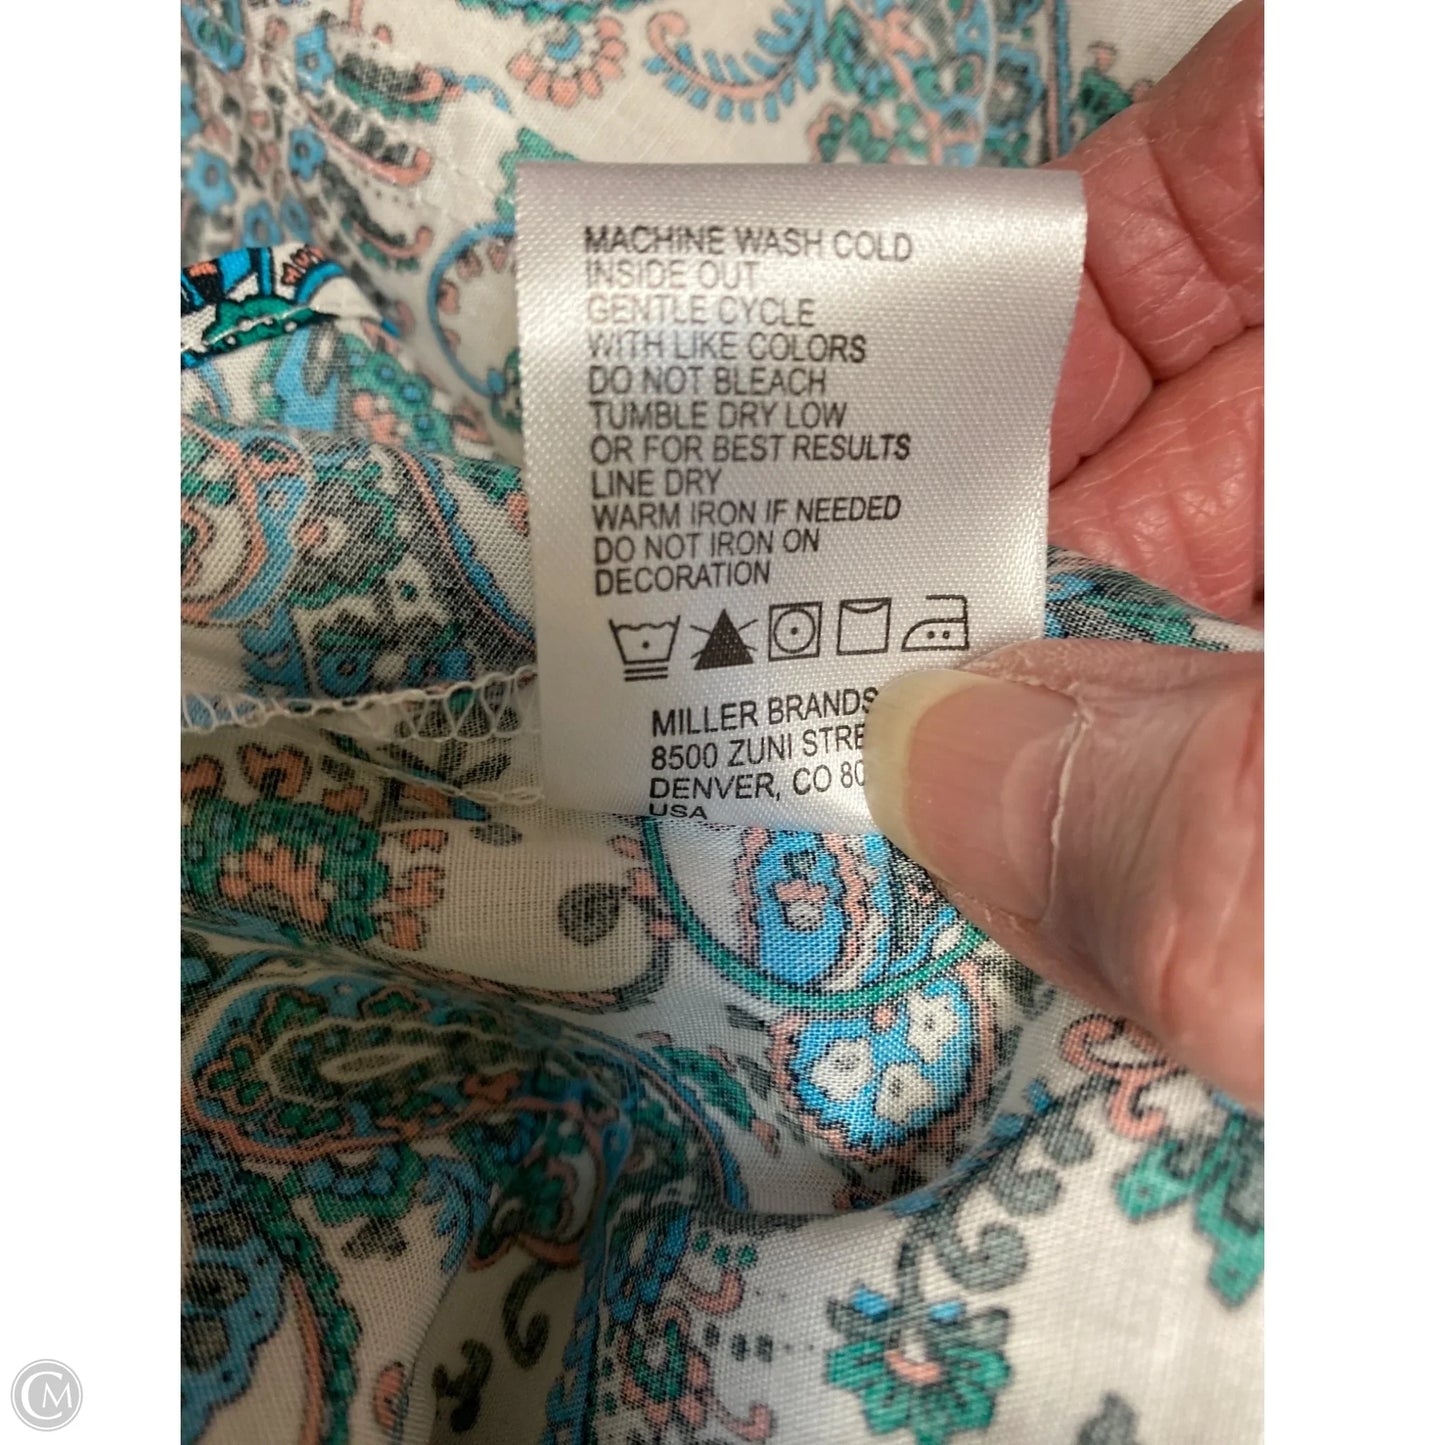 MACHINE WASH COLD
INSIDE OUT
GENTLE CYCLE
WITH LIKE COLORS
DO NOT BLEACH
TUMBLE DRY LOW
OR FOR BEST RESULTS
LINE DRY
WARM IRON IF NEEDED
DO NOT IRON ON
DECORATION
MILLER BRANDS
8500 ZUNI
DENVER, CO
USA
CM